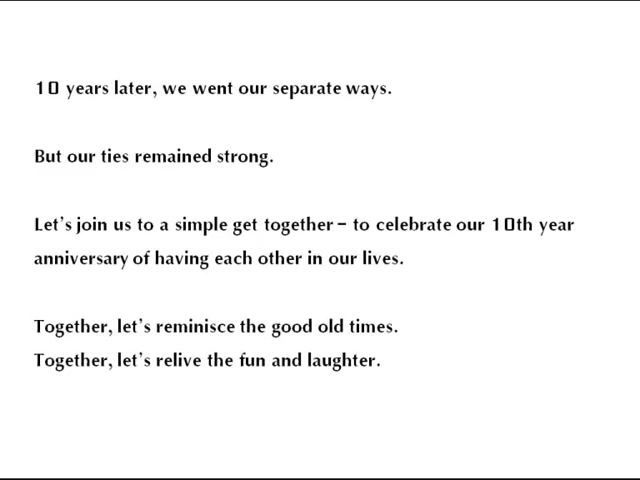 10 years later, we went our separate ways.
But our ties remained strong.
Let's join us to a simple get together – to celebrate our 10th year
anniversary of having each other in our lives.
Together, let's reminisce the good old times.
Together, let's relive the fun and laughter.